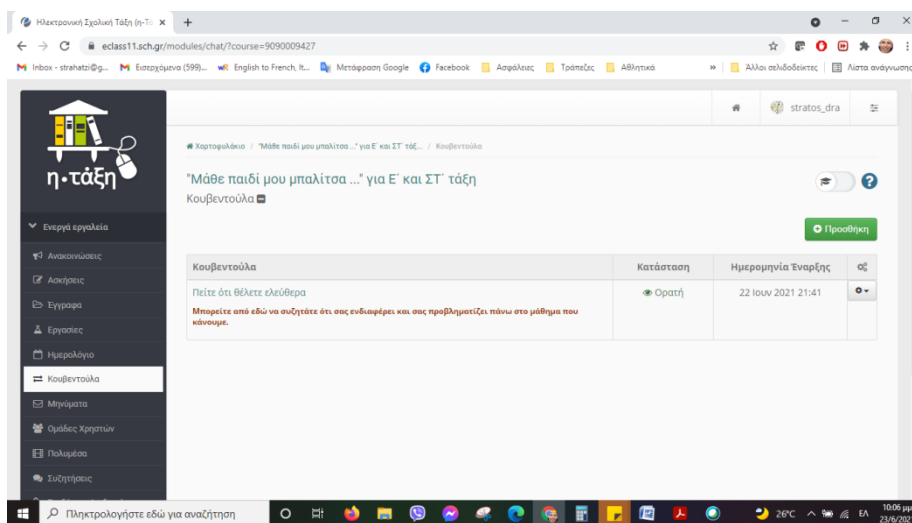 Ηλεκτρονική Σχολική Τάξη (η-Τά
eclass11.sch.gr/modules/chat/?course=9090009427
Inbox - strahatzi@g... Εισερχόμενα (599)... English to French, It... Μετάφραση Google Facebook Ασφάλειες Τράπεζες Αθλητικά » Άλλοι σελιδοδείκτες Λίστα ανάγνωσης
stratos_dra
η·τάξη
Χαρτοφυλάκιο / "Μάθε παιδί μου μπαλίτσα ..." για Ε΄ και ΣΤ΄ τάξ... / Κουβεντούλα
"Μάθε παιδί μου μπαλίτσα ..." για Ε΄ και ΣΤ΄ τάξη
Κουβεντούλα
Ενεργά εργαλεία
Προσθήκη
Ανακοινώσεις
Ασκήσεις
Έγγραφα
Εργασίες
Ημερολόγιο
Κουβεντούλα
Μηνύματα
Ομάδες Χρηστών
Πολυμέσα
Συζητήσεις
Κουβεντούλα Κατάσταση Ημερομηνία Έναρξης
Πείτε ότι θέλετε ελεύθερα Ορατή 22 Ιουν 2021 21:41
Μπορείτε από εδώ να συζητάτε ότι σας ενδιαφέρει και σας προβληματίζει πάνω στο μάθημα που
κάνουμε.
Πληκτρολογήστε εδώ για αναζήτηση
26°C ΕΛ 10:06 μμ
23/6/202